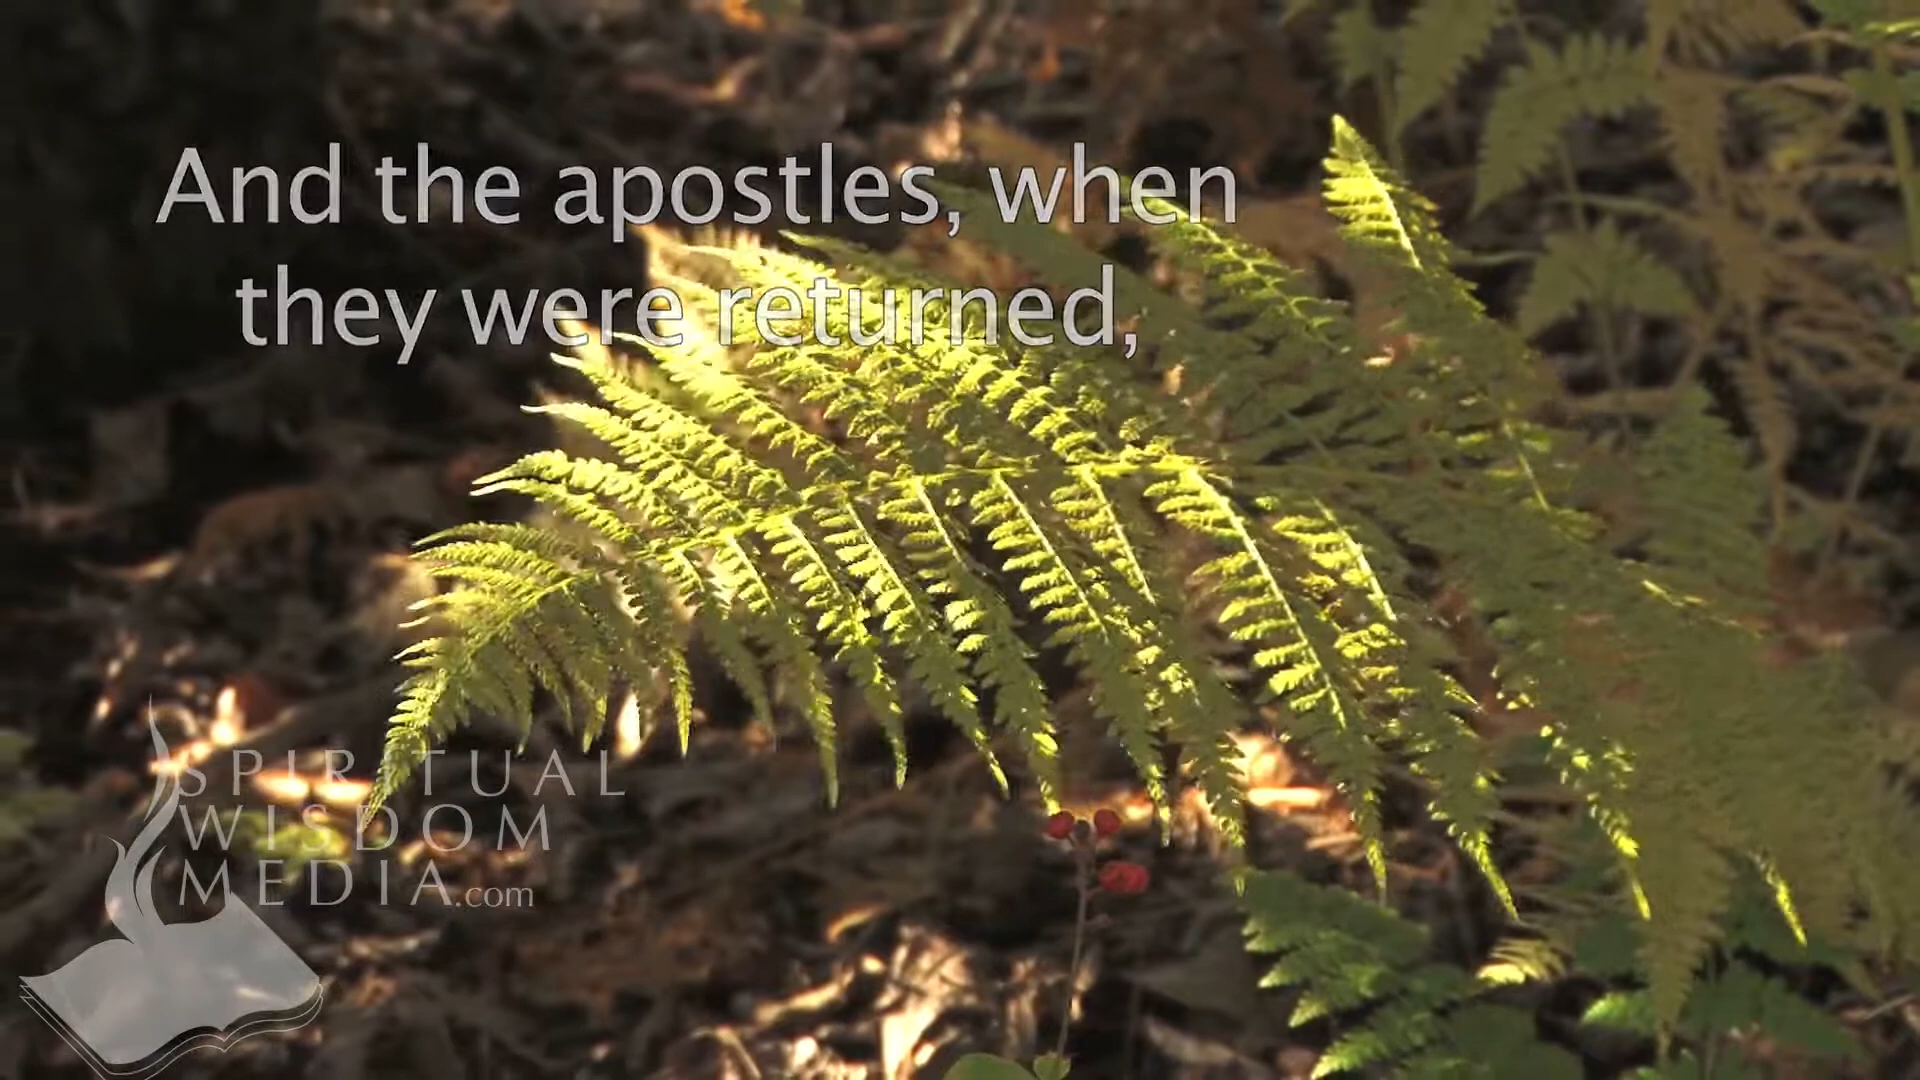 And the apostles, when
they were returned,
SPIRITUAL
WISDOM
MEDIA.com